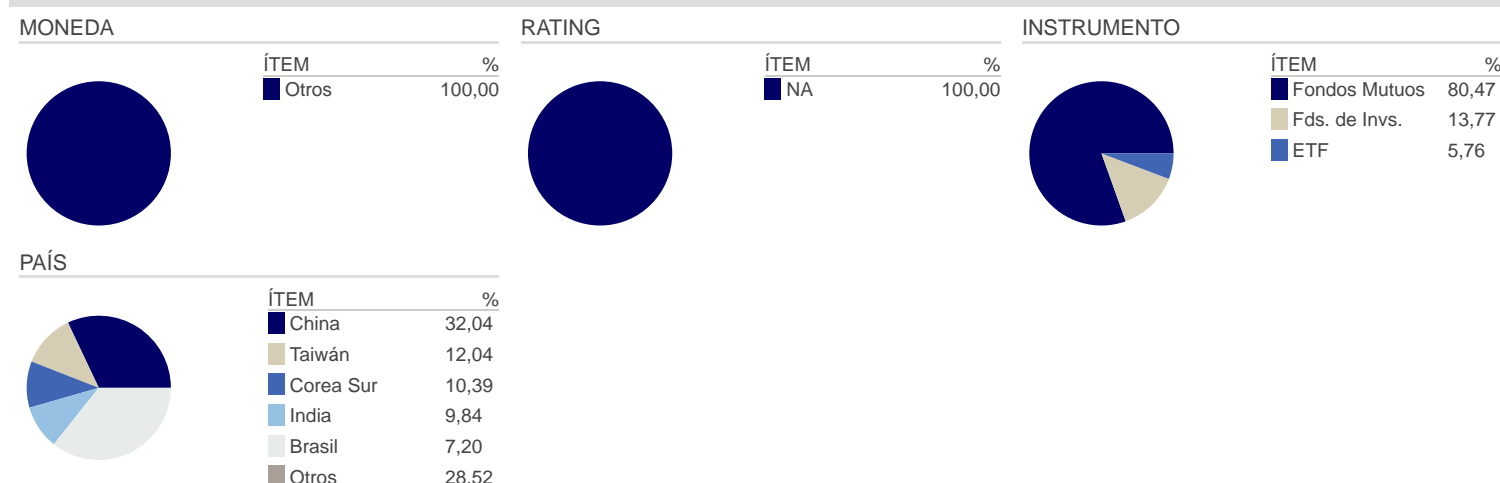 MONEDA
ÍTEM %
Otros 100,00
RATING
ÍTEM %
NA 100,00
INSTRUMENTO
ÍTEM %
Fondos Mutuos 80,47
Fds. de Invs. 13,77
ETF 5,76
PAÍS
ÍTEM %
China 32,04
Taiwán 12,04
Corea Sur 10,39
India 9,84
Brasil 7,20
Otros 28,52